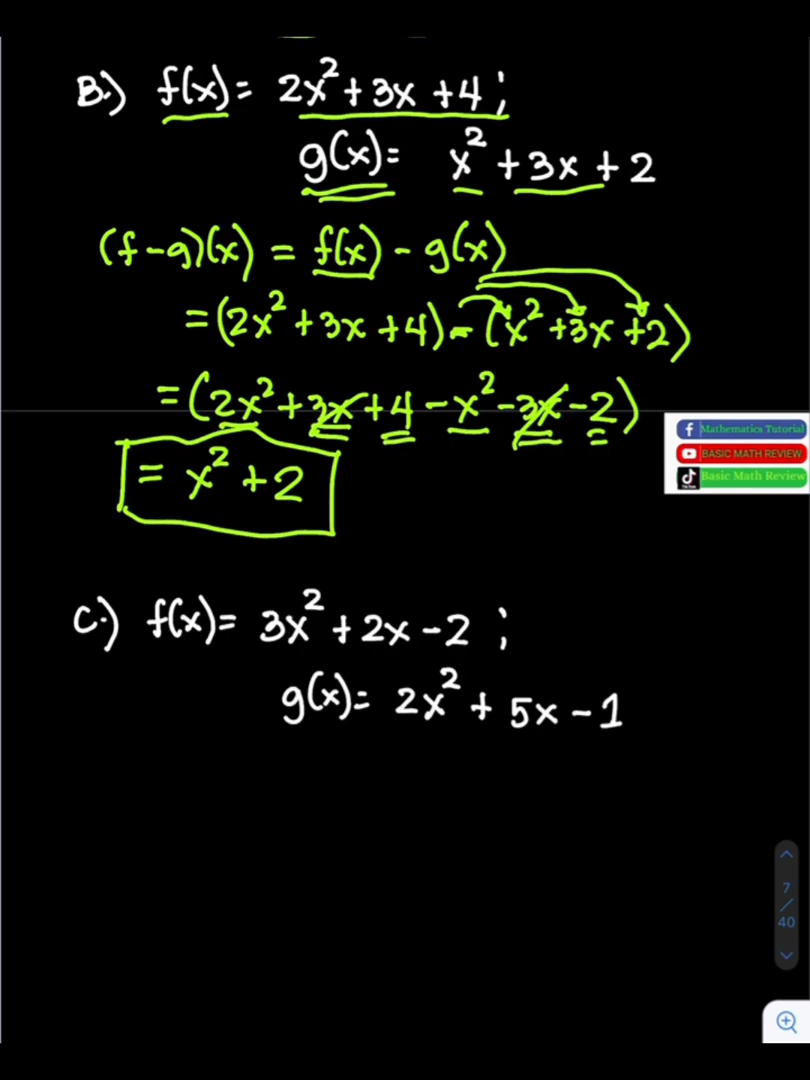 B.) f(x) = 2x² + 3x + 4 ;
g(x) = x² + 3x + 2
(f - g)(x) = f(x) - g(x)
= (2x² + 3x + 4) - (x² + 3x + 2)
= (2x² + 3x + 4 - x² - 3x - 2)
Mathematics Tutorial
BASIC MATH REVIEW
Basic Math Review
= x² + 2
C.) f(x) = 3x² + 2x - 2 ;
g(x) = 2x² + 5x - 1
7
/
40